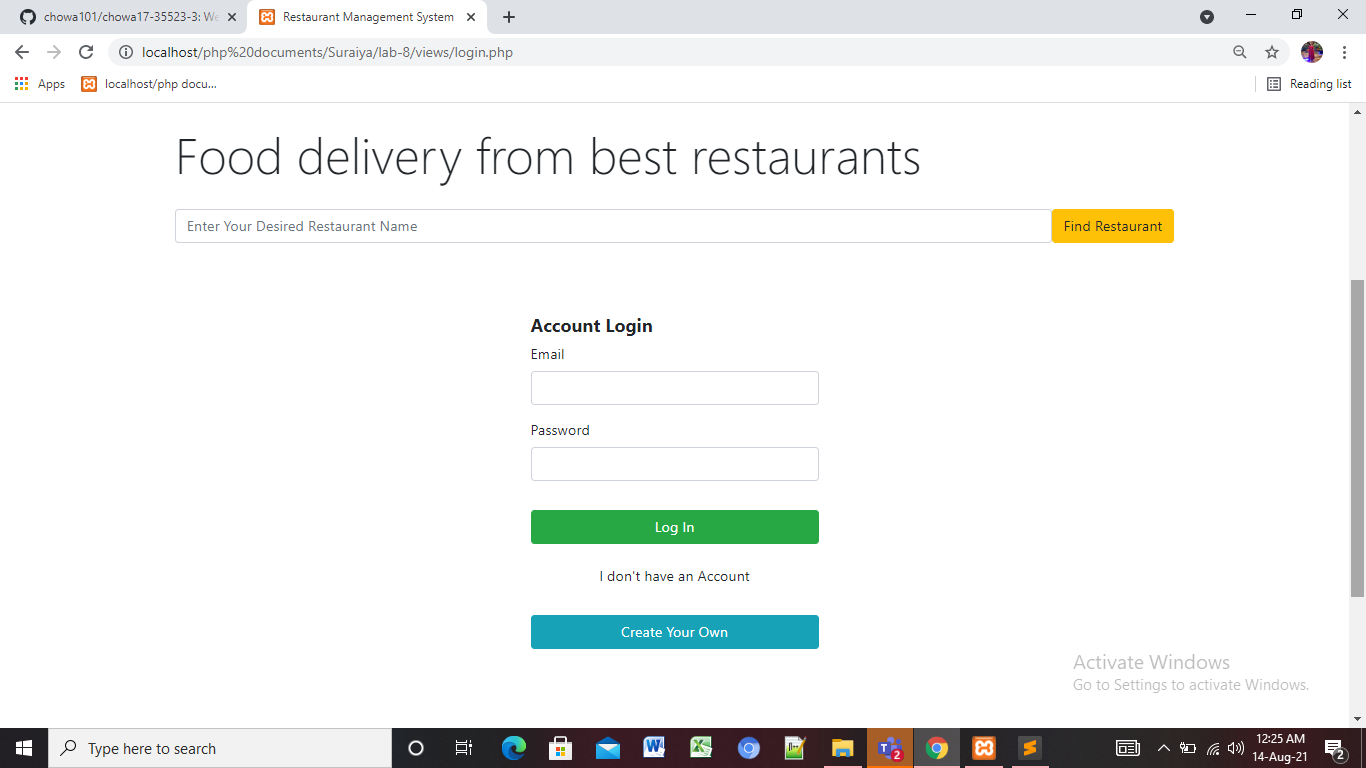 chowa101/chowa17-35523-3: We
Restaurant Management System
localhost/php%20documents/Suraiya/lab-8/views/login.php
Apps
localhost/php docu...
Reading list
Food delivery from best restaurants
Enter Your Desired Restaurant Name
Find Restaurant
Account Login
Email
Password
Log In
I don't have an Account
Create Your Own
Activate Windows
Go to Settings to activate Windows.
Type here to search
2
12:25 AM
14-Aug-21
2